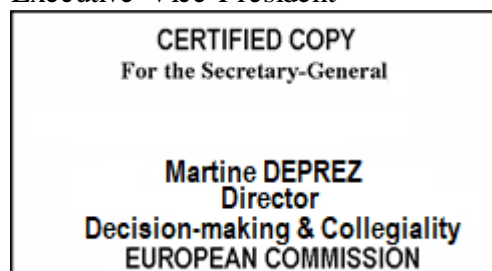 Executive Vice-President
CERTIFIED COPY
For the Secretary-General
Martine DEPREZ
Director
Decision-making & Collegiality
EUROPEAN COMMISSION